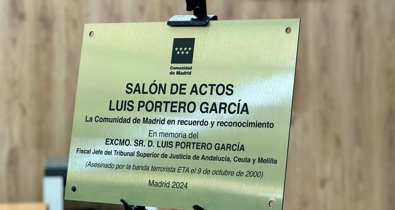 Comunidad
de Madrid
SALÓN DE ACTOS
LUIS PORTERO GARCÍA
La Comunidad de Madrid en recuerdo y reconocimiento
En memoria del
EXCMO. SR. D. LUIS PORTERO GARCÍA
Fiscal Jefe del Tribunal Superior de Justicia de Andalucía, Ceuta y Melilla
(Asesinado por la banda terrorista ETA el 9 de octubre de 2000)
Madrid 2024